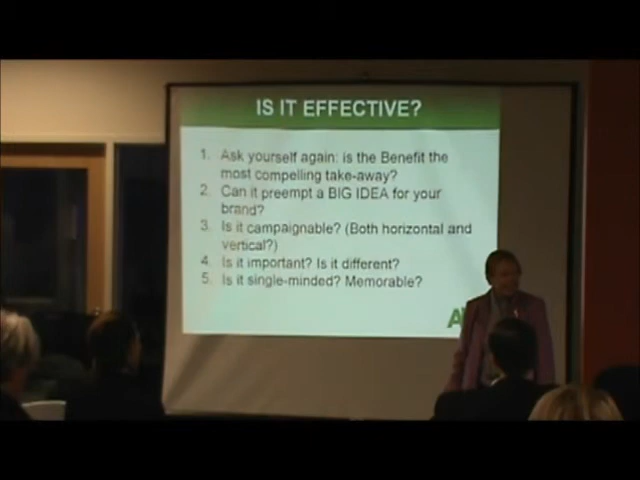 IS IT EFFECTIVE?
1. Ask yourself again: is the Benefit the
most compelling take-away?
2. Can it preempt a BIG IDEA for your
brand?
3. Is it campaignable? (Both horizontal and
vertical?)
4. Is it important? Is it different?
5. Is it single-minded? Memorable?